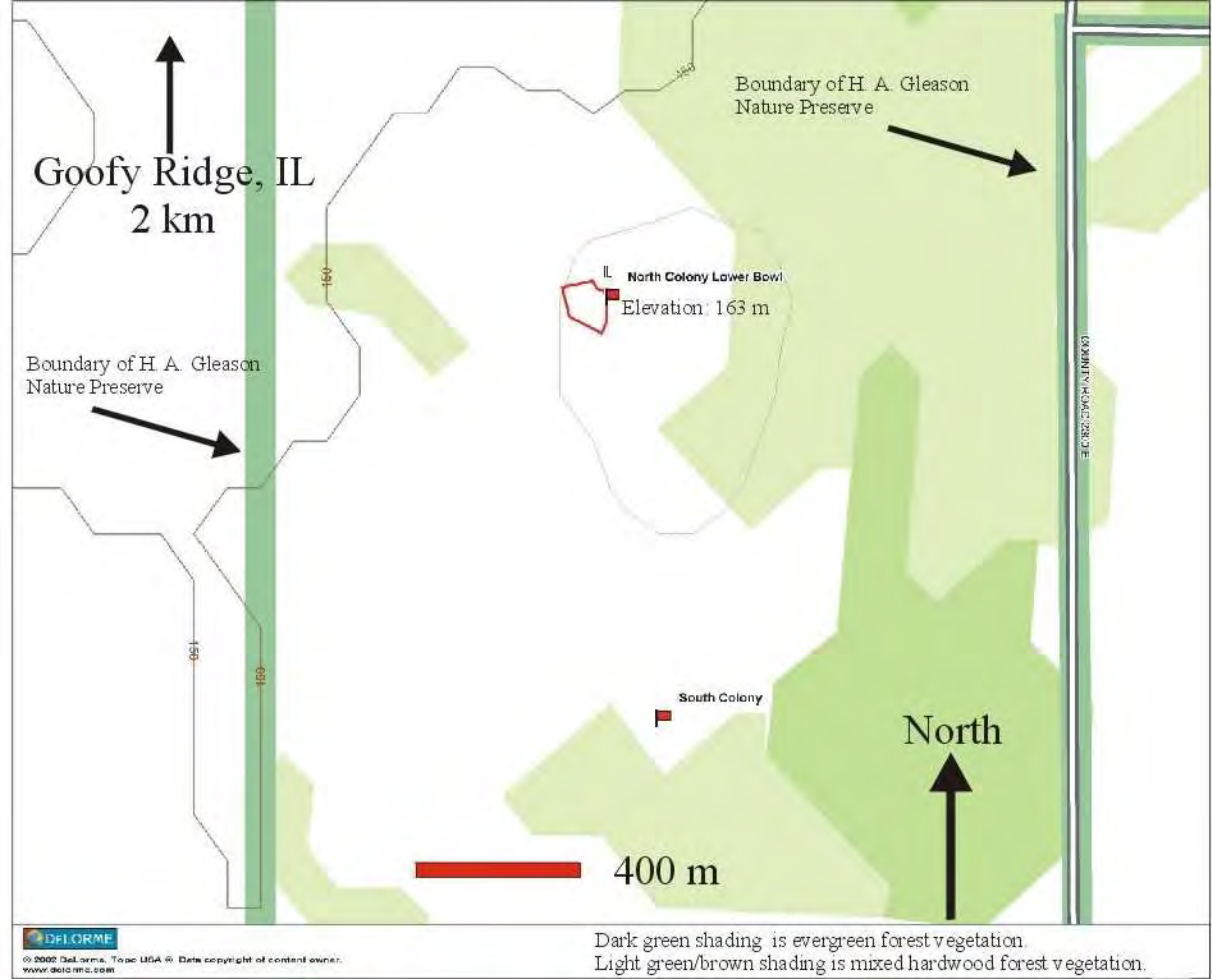 Boundary of H. A. Gleason
Nature Preserve
Goofy Ridge, IL
2 km
150
150
IL
North Colony Lower Bowl
Elevation: 163 m
Boundary of H. A. Gleason
Nature Preserve
COUNTY ROAD
150
150
South Colony
North
400 m
DELORME
© 2002 DeLorme. Topo USA ®. Data copyright of content owner.
www.delorme.com
Dark green shading is evergreen forest vegetation.
Light green/brown shading is mixed hardwood forest vegetation.